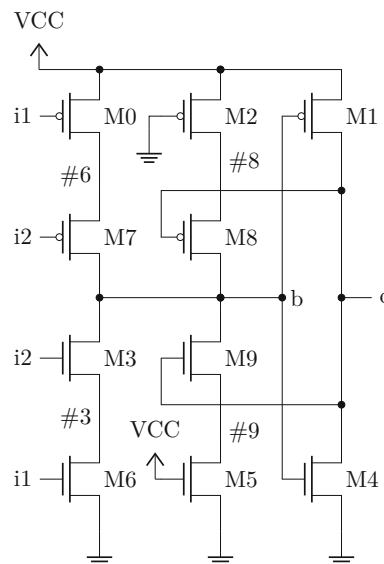 VCC
i1 M0 M2 M1
#6 #8
i2 M7 M8
b
i2 M3 M9
#3 VCC #9
i1 M6 M5 M4